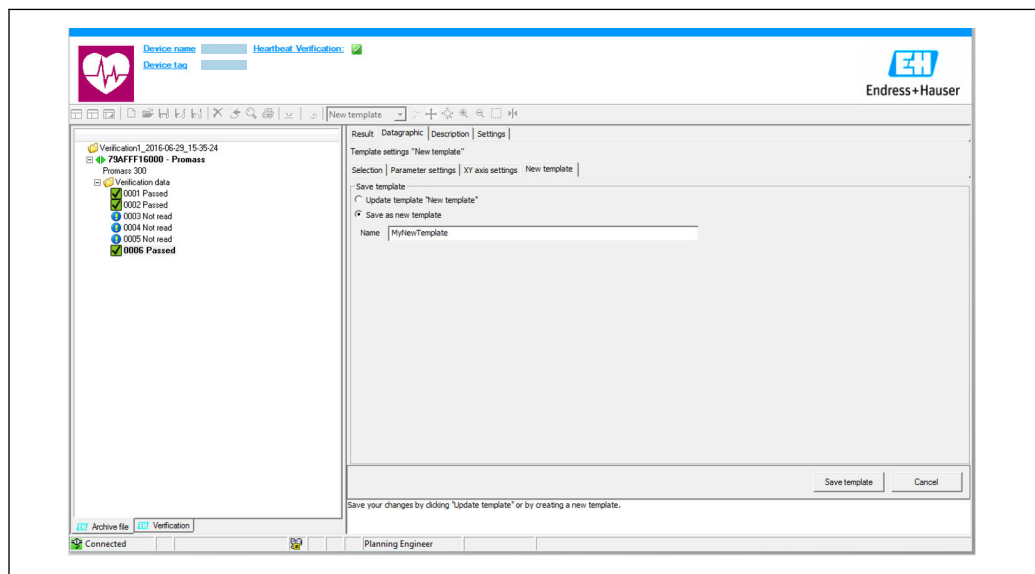 Device name Heartbeat Verification:
Device tag
Endress+Hauser
New template
Result Datagraphic Description Settings
Template settings "New template"
Selection Parameter settings XY axis settings New template
Save template
Update template "New template"
Save as new template
Name MyNewTemplate
Verification1_2016-06-29_15-35-24
79AFFF16000 - Promass
Promass 300
Verification data
0001 Passed
0002 Passed
0003 Not read
0004 Not read
0005 Not read
0006 Passed
Save template Cancel
Save your changes by clicking "Update template" or by creating a new template.
Archive file Verification
Connected Planning Engineer